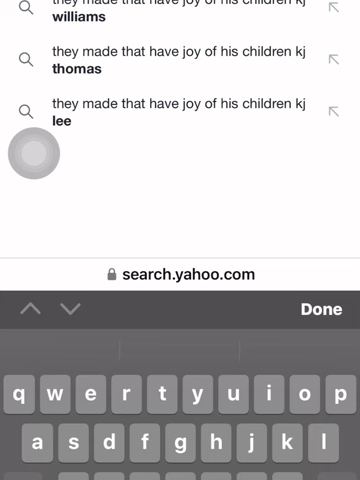 they made that have joy of his children kj
williams
they made that have joy of his children kj
thomas
they made that have joy of his children kj
lee
search.yahoo.com
Done
q w e r t y u i o p
a s d f g h j k l